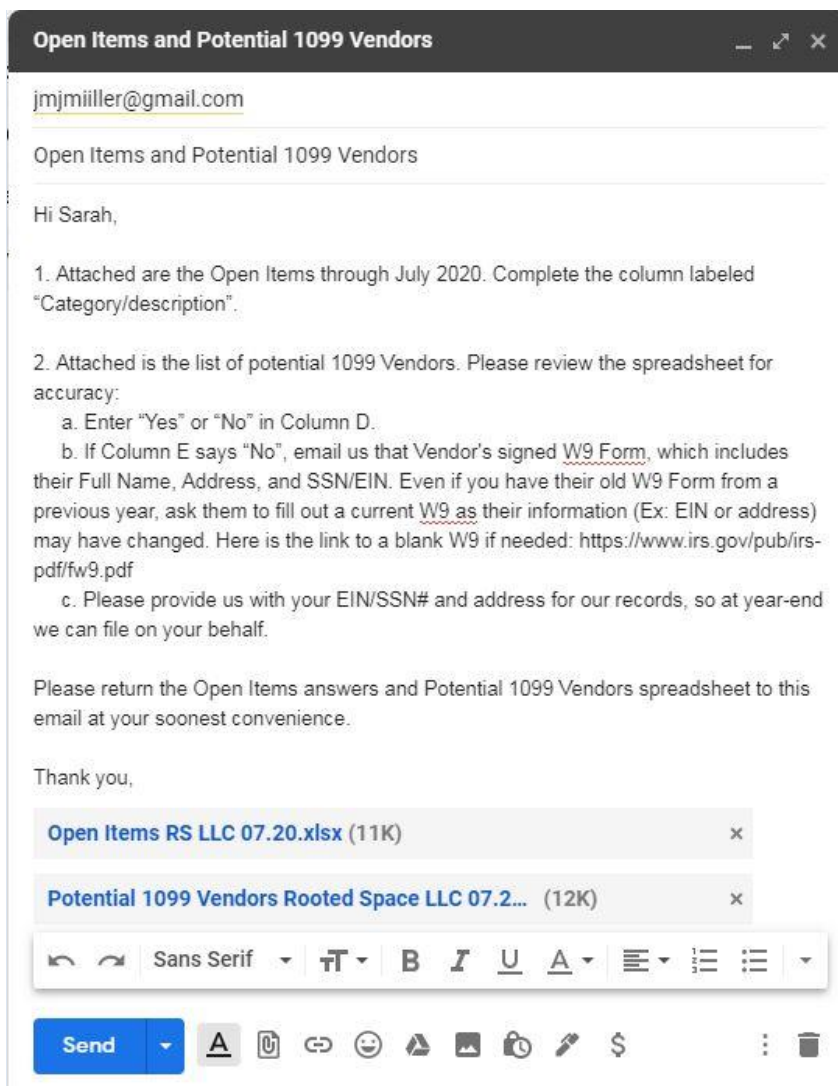 Open Items and Potential 1099 Vendors
jmjmiiller@gmail.com
Open Items and Potential 1099 Vendors
Hi Sarah,
1. Attached are the Open Items through July 2020. Complete the column labeled
“Category/description”.
2. Attached is the list of potential 1099 Vendors. Please review the spreadsheet for
accuracy:
a. Enter “Yes” or “No” in Column D.
b. If Column E says “No”, email us that Vendor's signed W9 Form, which includes
their Full Name, Address, and SSN/EIN. Even if you have their old W9 Form from a
previous year, ask them to fill out a current W9 as their information (Ex: EIN or address)
may have changed. Here is the link to a blank W9 if needed: https://www.irs.gov/pub/irs-
pdf/fw9.pdf
c. Please provide us with your EIN/SSN# and address for our records, so at year-end
we can file on your behalf.
Please return the Open Items answers and Potential 1099 Vendors spreadsheet to this
email at your soonest convenience.
Thank you,
Open Items RS LLC 07.20.xlsx (11K)
Potential 1099 Vendors Rooted Space LLC 07.2... (12K)
Sans Serif
Send